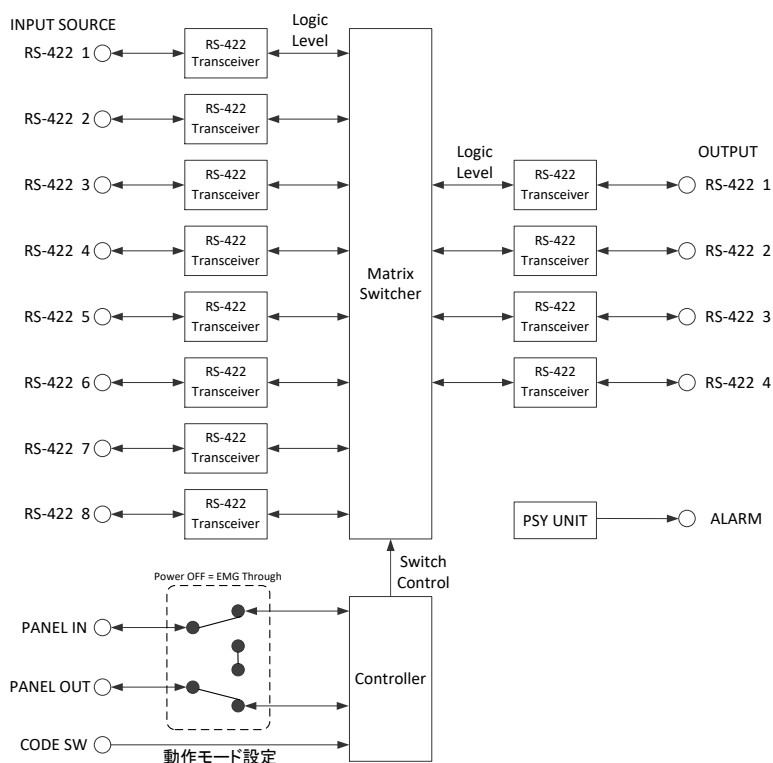 INPUT SOURCE
RS-422 1
RS-422
Transceiver
Logic
Level
RS-422 2
RS-422
Transceiver
RS-422 3
RS-422
Transceiver
RS-422 4
RS-422
Transceiver
RS-422 5
RS-422
Transceiver
RS-422 6
RS-422
Transceiver
RS-422 7
RS-422
Transceiver
RS-422 8
RS-422
Transceiver
Matrix
Switcher
Logic
Level
OUTPUT
RS-422
Transceiver
RS-422 1
RS-422
Transceiver
RS-422 2
RS-422
Transceiver
RS-422 3
RS-422
Transceiver
RS-422 4
PSY UNIT
ALARM
Switch
Control
Power OFF = EMG Through
PANEL IN
PANEL OUT
Controller
CODE SW
動作モード設定